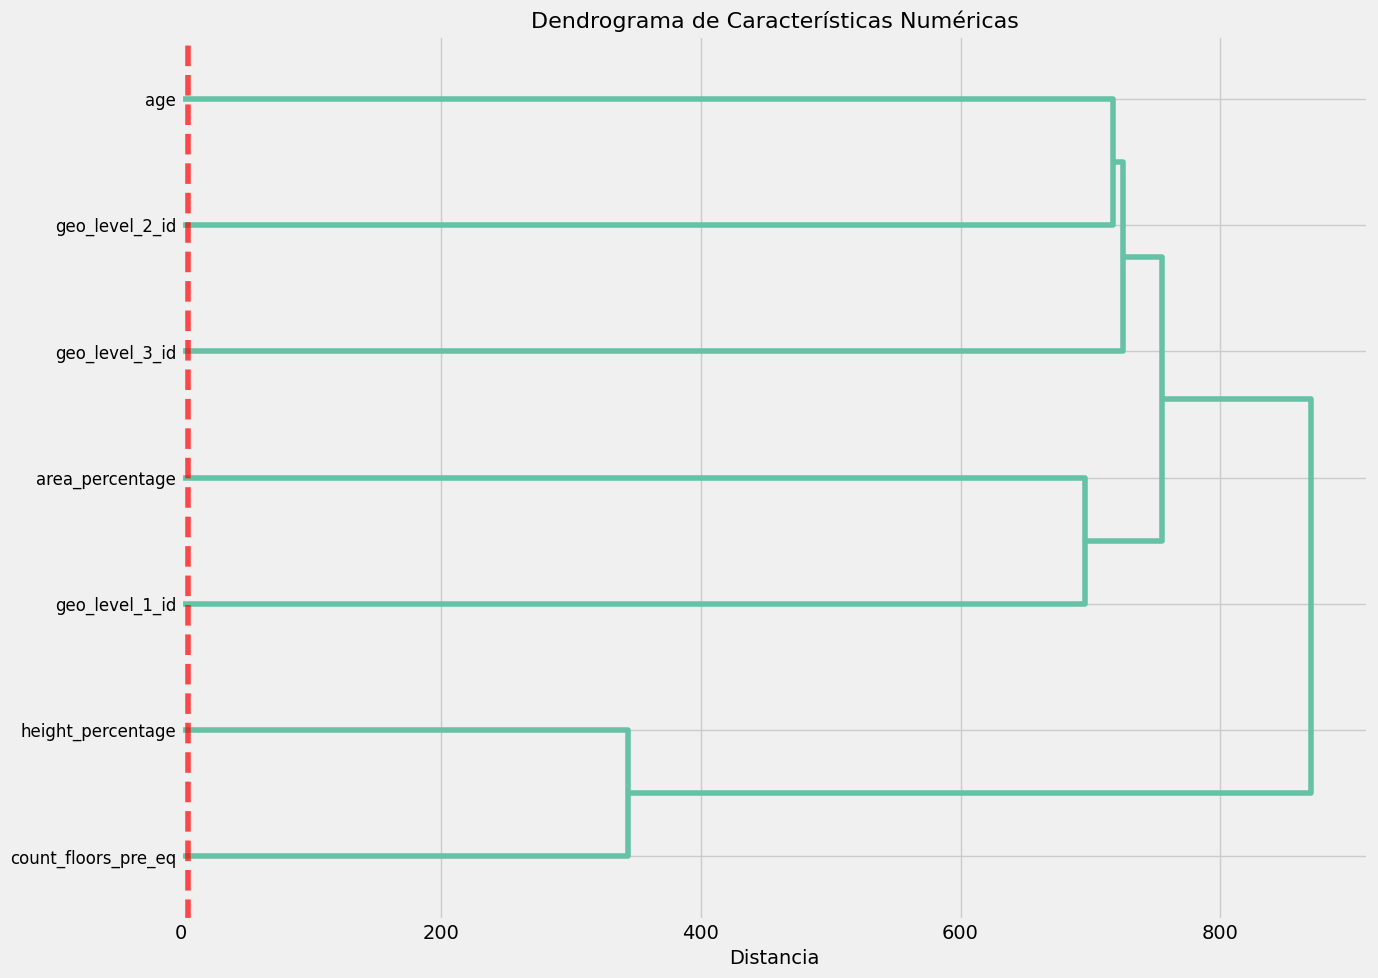 Dendrograma de Características Numéricas
age
geo_level_2_id
geo_level_3_id
area_percentage
geo_level_1_id
height_percentage
count_floors_pre_eq
0 200 400 600 800
Distancia